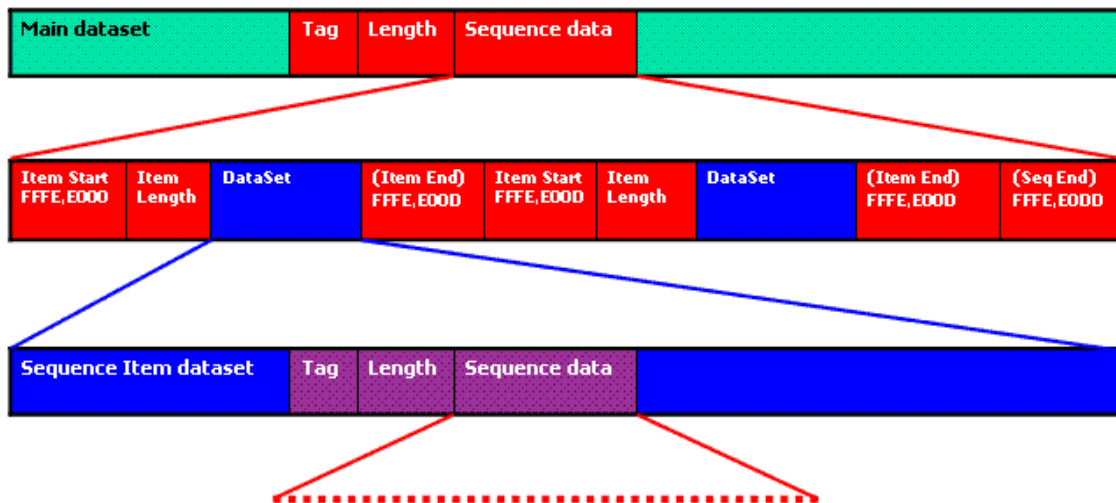 Main dataset
Tag
Length
Sequence data
Item Start
FFFE,E000
Item
Length
DataSet
(Item End)
FFFE,E00D
Item Start
FFFE,E00D
Item
Length
DataSet
(Item End)
FFFE,E00D
(Seq End)
FFFE,E0DD
Sequence Item dataset
Tag
Length
Sequence data